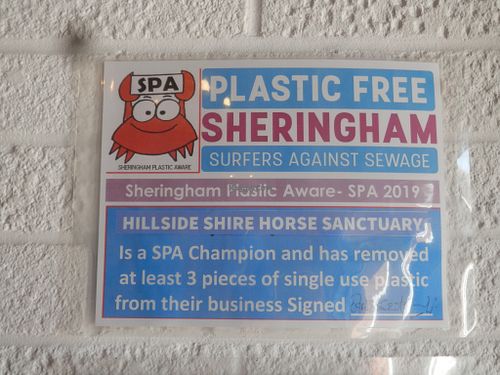 SPA
SHERINGHAM PLASTIC AWARE
PLASTIC FREE
SHERINGHAM
SURFERS AGAINST SEWAGE
Sheringham Plastic Aware- SPA 2019
HILLSIDE SHIRE HORSE SANCTUARY
Is a SPA Champion and has removed
at least 3 pieces of single use plastic
from their business Signed